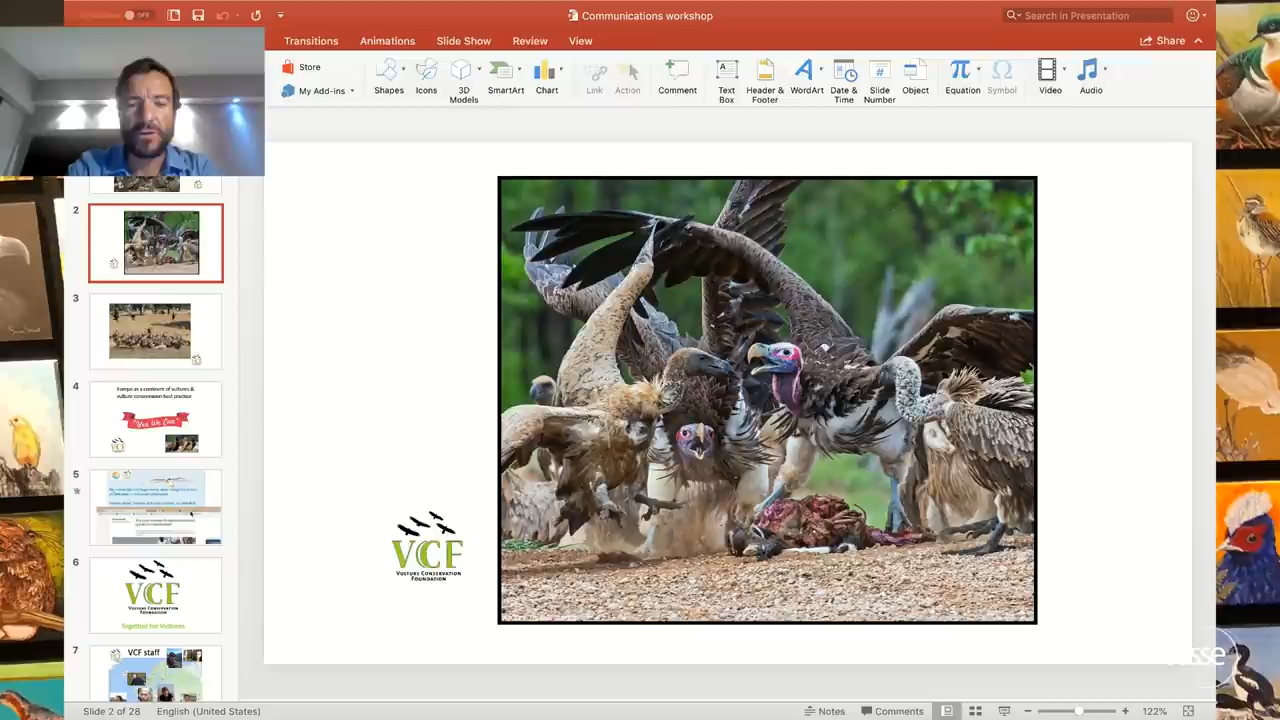 OFF
Communications workshop
Search in Presentation
Transitions
Animations
Slide Show
Review
View
Share
Store
My Add-ins
Shapes
Icons
3D
Models
SmartArt
Chart
Link
Action
Comment
Text
Box
Header &
Footer
WordArt
Date &
Time
Slide
Number
Object
Equation
Symbol
Video
Audio
2
3
4
Europe as a continent of vultures &
vulture conservation best practice
"Yes We Can"
VCF
5
6
VCF
Vulture Conservation
Foundation
Together for Vultures
7
VCF staff
VCF
Vulture Conservation
Foundation
Slide 2 of 28
English (United States)
Notes
Comments
122%